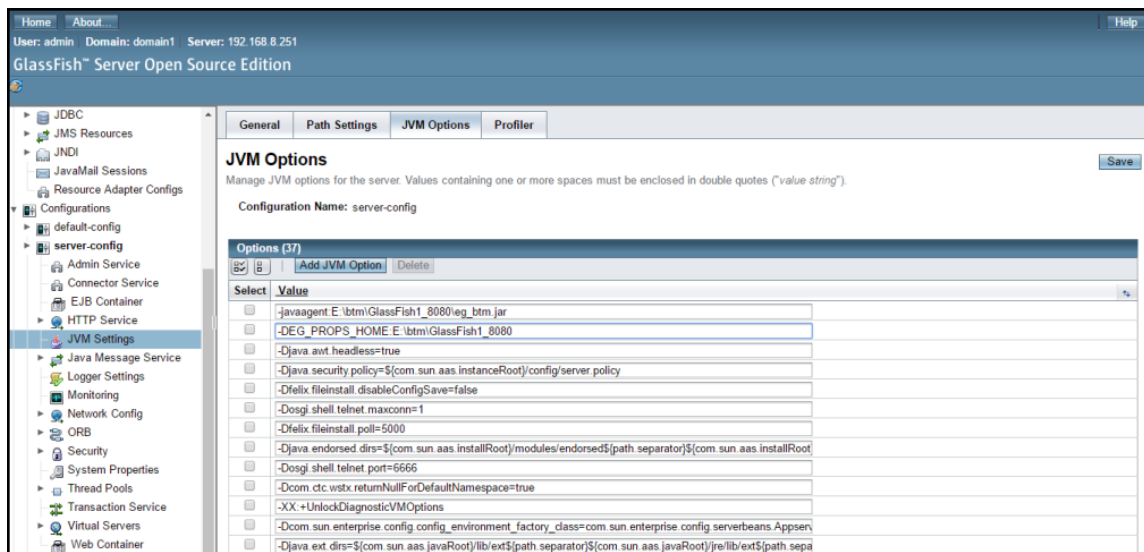 Home About... Help
User: admin Domain: domain1 Server: 192.168.8.251
GlassFish™ Server Open Source Edition
JDBC
JMS Resources
JNDI
JavaMail Sessions
Resource Adapter Configs
Configurations
default-config
server-config
Admin Service
Connector Service
EJB Container
HTTP Service
JVM Settings
Java Message Service
Logger Settings
Monitoring
Network Config
ORB
Security
System Properties
Thread Pools
Transaction Service
Virtual Servers
Web Container
General Path Settings JVM Options Profiler
JVM Options
Save
Manage JVM options for the server. Values containing one or more spaces must be enclosed in double quotes ("value string").
Configuration Name: server-config
Options (37)
Add JVM Option Delete
Select Value
-javaagent:E:\btm\GlassFish1_8080\eg_btm.jar
-DEG_PROPS_HOME:E:\btm\GlassFish1_8080
-Djava.awt.headless=true
-Djava.security.policy=${com.sun.aas.instanceRoot}/config/server.policy
-Dfelix.fileinstall.disableConfigSave=false
-Dosgi.shell.telnet.maxconn=1
-Dfelix.fileinstall.poll=5000
-Djava.endorsed.dirs=${com.sun.aas.installRoot}/modules/endorsed${path.separator}${com.sun.aas.installRoot
-Dosgi.shell.telnet.port=6666
-Dcom.ctc.wstx.returnNullForDefaultNamespace=true
-XX:+UnlockDiagnosticVMOptions
-Dcom.sun.enterprise.config.config_environment_factory_class=com.sun.enterprise.config.serverbeans.Appserv
-Djava.ext.dirs=${com.sun.aas.javaRoot}/lib/ext${path.separator}${com.sun.aas.javaRoot}/jre/lib/ext${path.sepa